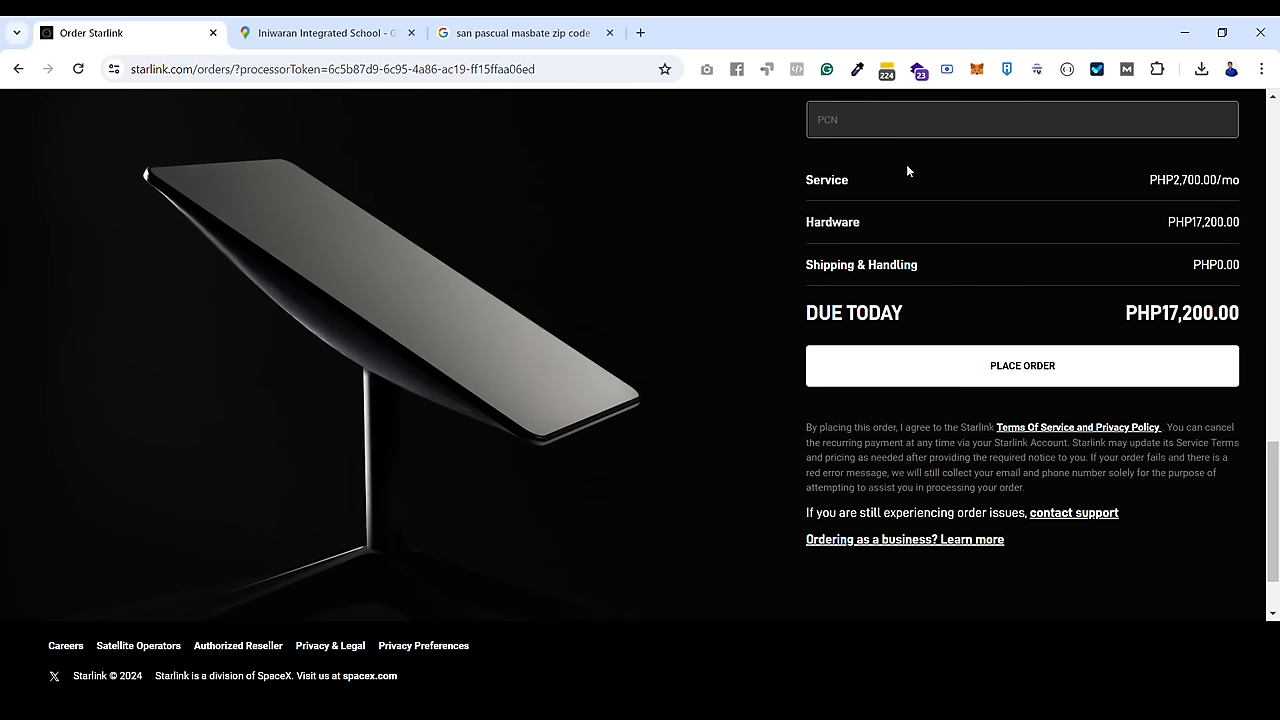 Order Starlink
Iniwaran Integrated School - G
san pascual masbate zip code
starlink.com/orders/?processorToken=6c5b87d9-6c95-4a86-ac19-ff15ffaa06ed
224
23
PCN
Service PHP2,700.00/mo
Hardware PHP17,200.00
Shipping & Handling PHP0.00
DUE TODAY PHP17,200.00
PLACE ORDER
By placing this order, I agree to the Starlink Terms Of Service and Privacy Policy . You can cancel
the recurring payment at any time via your Starlink Account. Starlink may update its Service Terms
and pricing as needed after providing the required notice to you. If your order fails and there is a
red error message, we will still collect your email and phone number solely for the purpose of
attempting to assist you in processing your order.
If you are still experiencing order issues, contact support
Ordering as a business? Learn more
Careers Satellite Operators Authorized Reseller Privacy & Legal Privacy Preferences
Starlink © 2024 Starlink is a division of SpaceX. Visit us at spacex.com